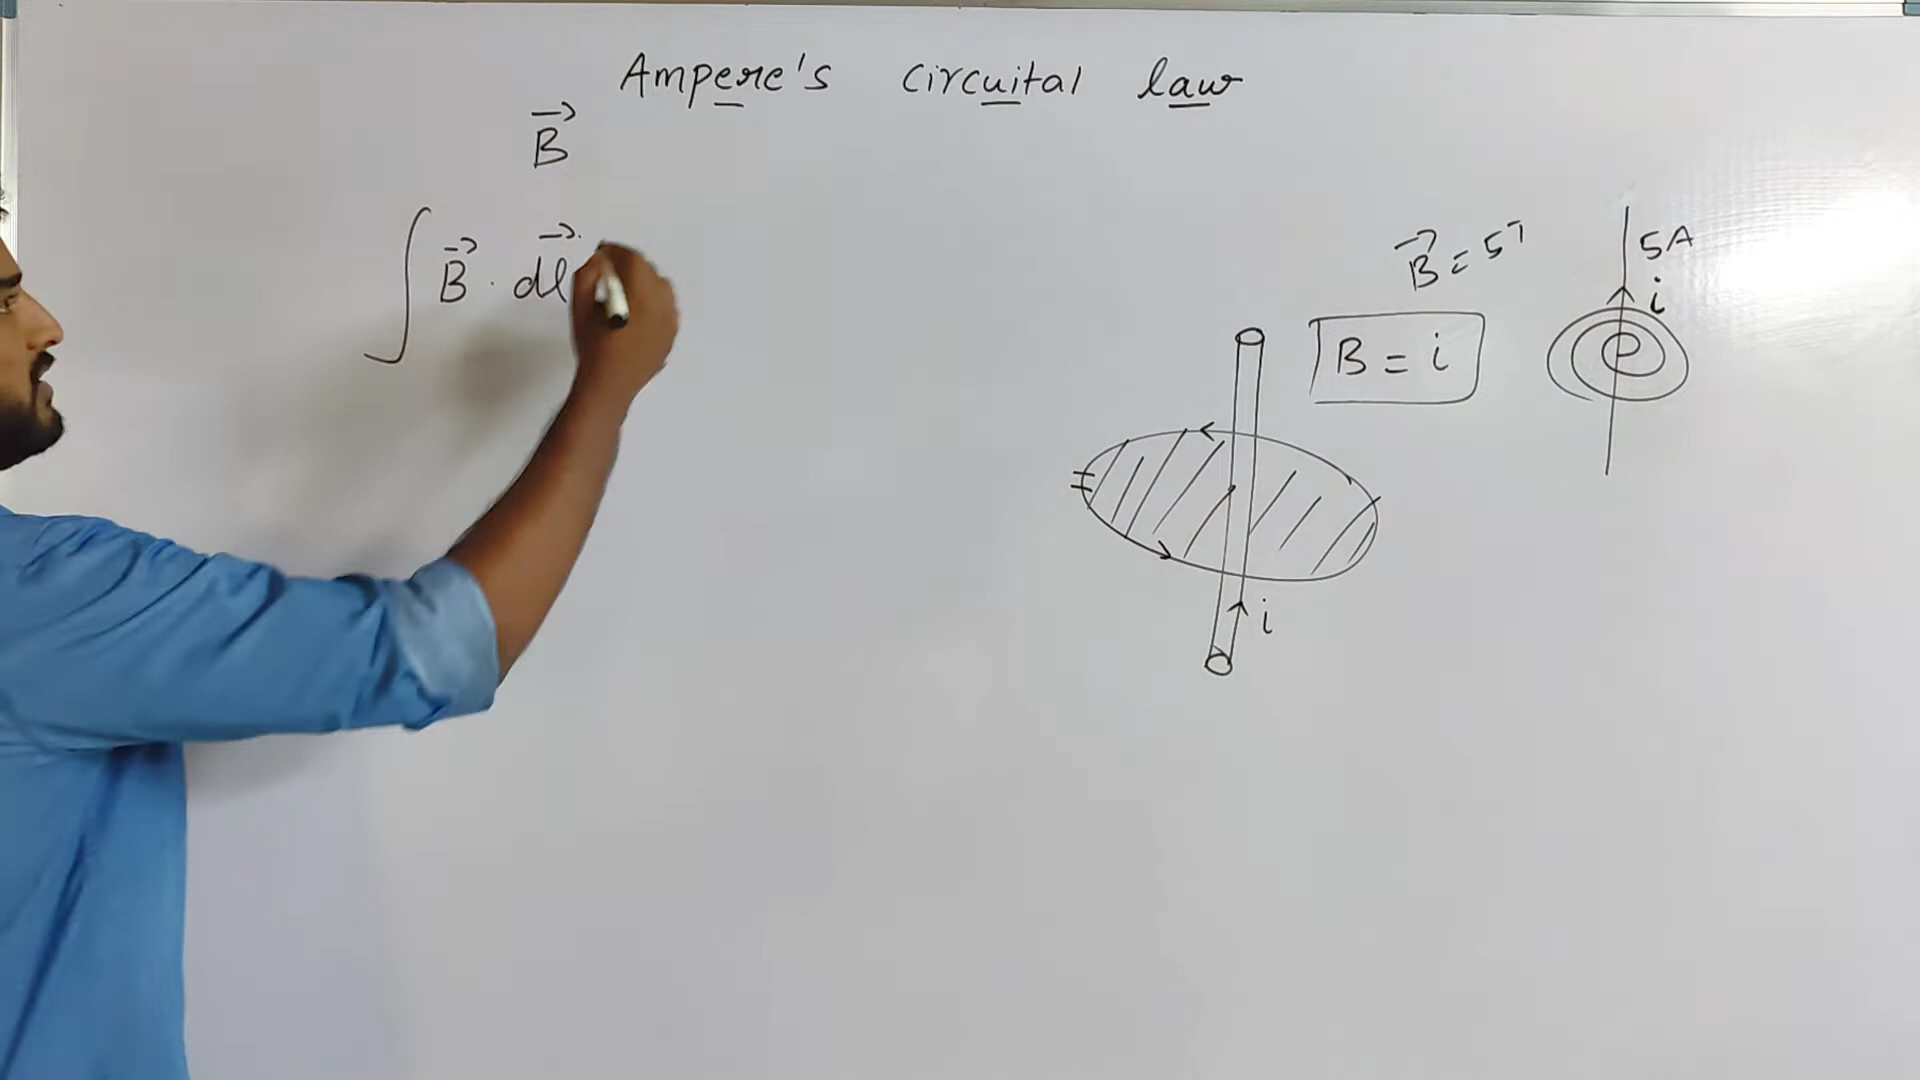 Ampere's circuital law
B⃗
∫ B⃗ · dl⃗
B⃗ = 5T
5A
i
B = i
i